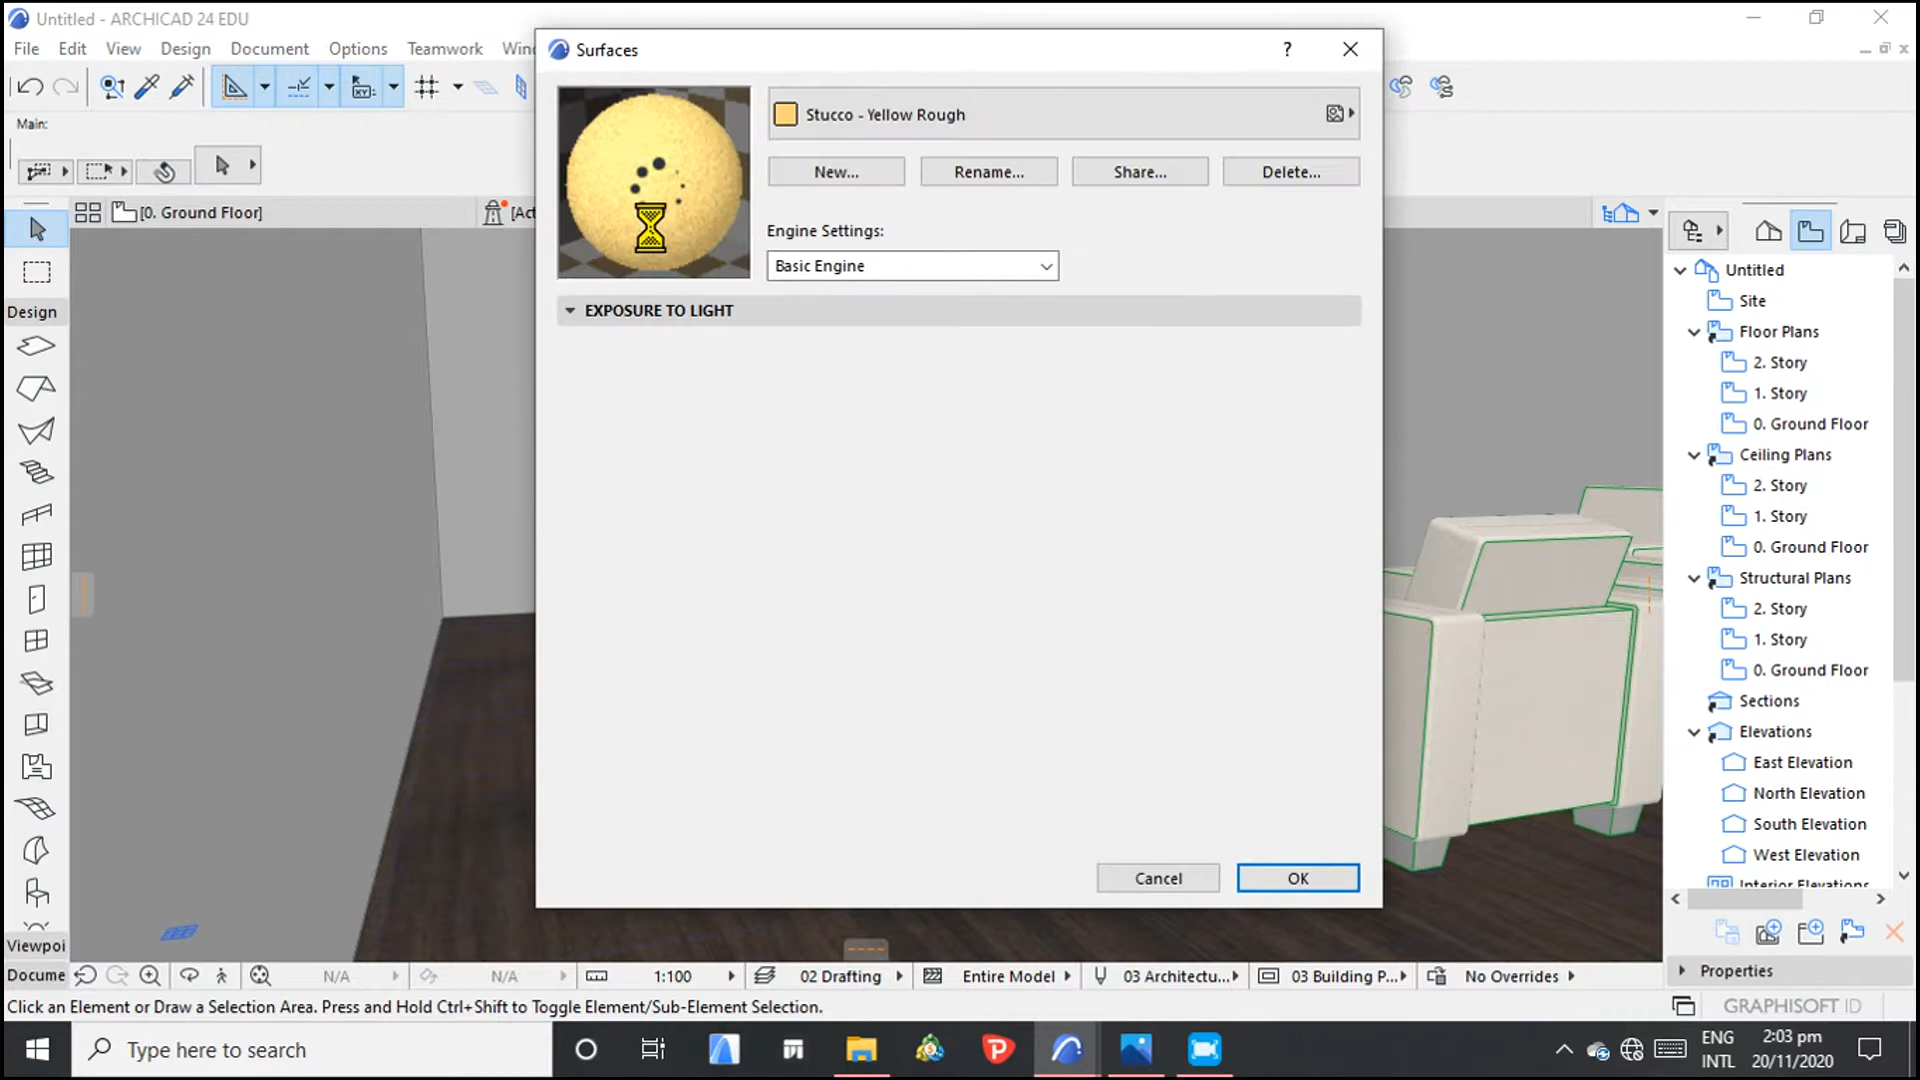 Untitled - ARCHICAD 24 EDU
File Edit View Design Document Options Teamwork Win
Main:
[0. Ground Floor]
[Act
Design
Viewpoi
Docume
Surfaces
?
Stucco - Yellow Rough
New...
Rename...
Share...
Delete...
Engine Settings:
Basic Engine
EXPOSURE TO LIGHT
Cancel
OK
Untitled
Site
Floor Plans
2. Story
1. Story
0. Ground Floor
Ceiling Plans
2. Story
1. Story
0. Ground Floor
Structural Plans
2. Story
1. Story
0. Ground Floor
Sections
Elevations
East Elevation
North Elevation
South Elevation
West Elevation
Interior Elevations
Properties
N/A
N/A
1:100
02 Drafting
Entire Model
03 Architectu...
03 Building P...
No Overrides
Click an Element or Draw a Selection Area. Press and Hold Ctrl+Shift to Toggle Element/Sub-Element Selection.
GRAPHISOFT ID
Type here to search
ENG
INTL
2:03 pm
20/11/2020